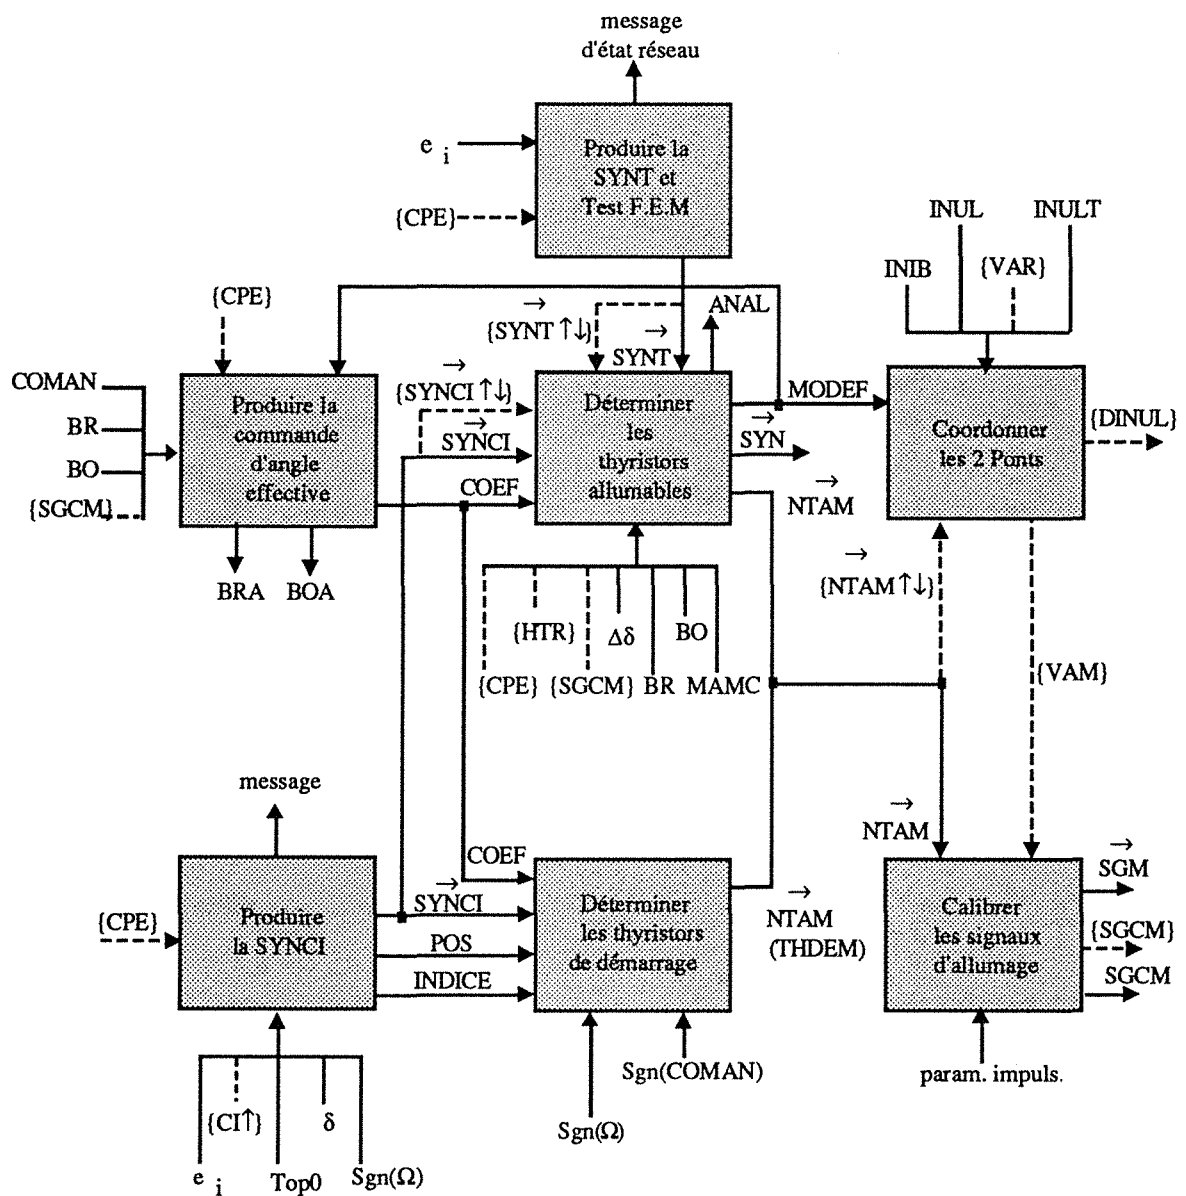 message
d'état réseau
e i
Produire la
SYNT et
Test F.E.M
{CPE}
INUL
INULT
INIB
{VAR}
{CPE}
→
{SYNT ↑↓}
ANAL
→
SYNT
COMAN
BR
BO
{SGCM}
Produire la
commande
d'angle
effective
→
{SYNCI ↑↓}
→
SYNCI
COEF
Déterminer
les
thyristors
allumables
MODEF
→
SYN
→
NTAM
Coordonner
les 2 Ponts
{DINUL}
BRA
BOA
→
{NTAM ↑↓}
{HTR}
Δδ
BO
{CPE}
{SGCM}
BR
MAMC
{VAM}
message
→
NTAM
COEF
→
SYNCI
POS
INDICE
{CPE}
Produire
la SYNCI
Déterminer
les thyristors
de démarrage
→
NTAM
(THDEM)
Calibrer
les signaux
d'allumage
→
SGM
{SGCM}
SGCM
Sgn(COMAN)
param. impuls.
{CI↑}
δ
Sgn(Ω)
e i
Top0
Sgn(Ω)